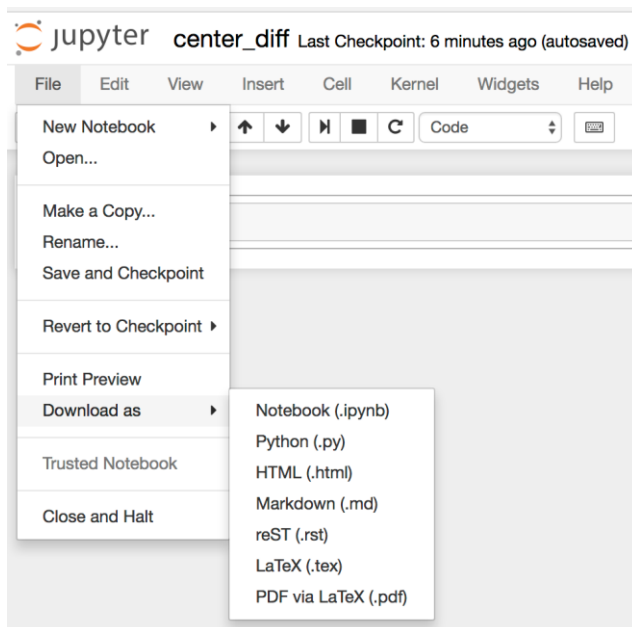 jupyter center_diff Last Checkpoint: 6 minutes ago (autosaved)
File Edit View Insert Cell Kernel Widgets Help
Code
New Notebook
Open...
Make a Copy...
Rename...
Save and Checkpoint
Revert to Checkpoint
Print Preview
Download as
Trusted Notebook
Close and Halt
Notebook (.ipynb)
Python (.py)
HTML (.html)
Markdown (.md)
reST (.rst)
LaTeX (.tex)
PDF via LaTeX (.pdf)